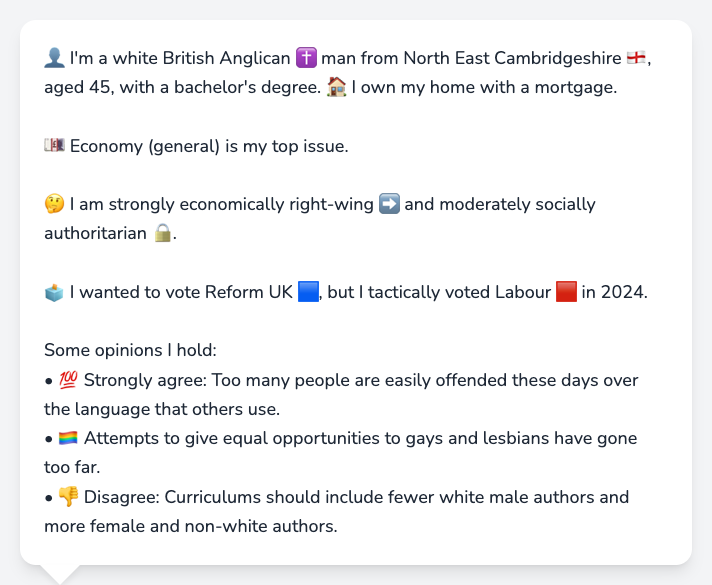 👤 I'm a white British Anglican ✝️ man from North East Cambridgeshire 🏴󠁧󠁢󠁥󠁮󠁧󠁿,
aged 45, with a bachelor's degree. 🏠 I own my home with a mortgage.
💷 Economy (general) is my top issue.
🤔 I am strongly economically right-wing ➡️ and moderately socially
authoritarian 🔒.
🗳️ I wanted to vote Reform UK 🟦, but I tactically voted Labour 🟥 in 2024.
Some opinions I hold:
• 💯 Strongly agree: Too many people are easily offended these days over
the language that others use.
• 🏳️‍🌈 Attempts to give equal opportunities to gays and lesbians have gone
too far.
• 👎 Disagree: Curriculums should include fewer white male authors and
more female and non-white authors.